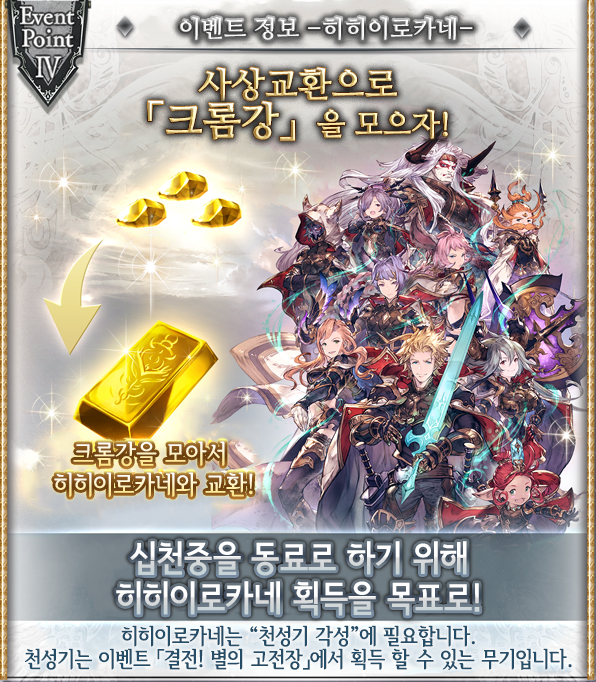 Event
Point
IV
이벤트 정보 -히히이로카네-
사상교환으로
「크롬강」을 모으자!
크롬강을 모아서
히히이로카네와 교환!
십천중을 동료로 하기 위해
히히이로카네 획득을 목표로!
히히이로카네는 “천성기 각성”에 필요합니다.
천성기는 이벤트 「결전! 별의 고전장」에서 획득 할 수 있는 무기입니다.